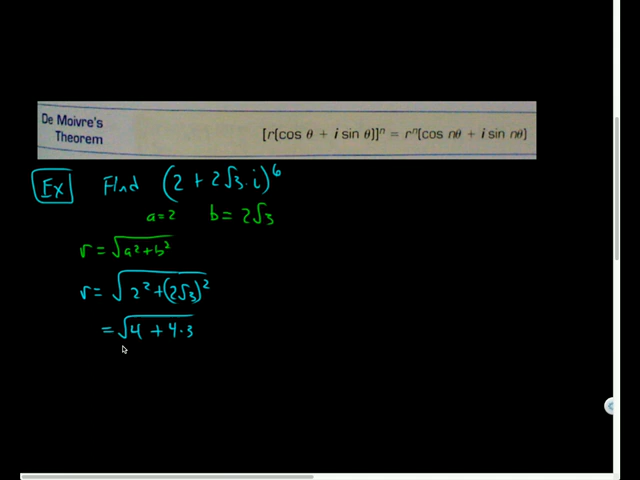 De Moivre's
Theorem
[r(cos θ + i sin θ)]ⁿ = rⁿ(cos nθ + i sin nθ)
Ex Find (2 + 2√3·i)⁶
a=2 b=2√3
r=√a²+b²
r=√2²+(2√3)²
=√4+4·3